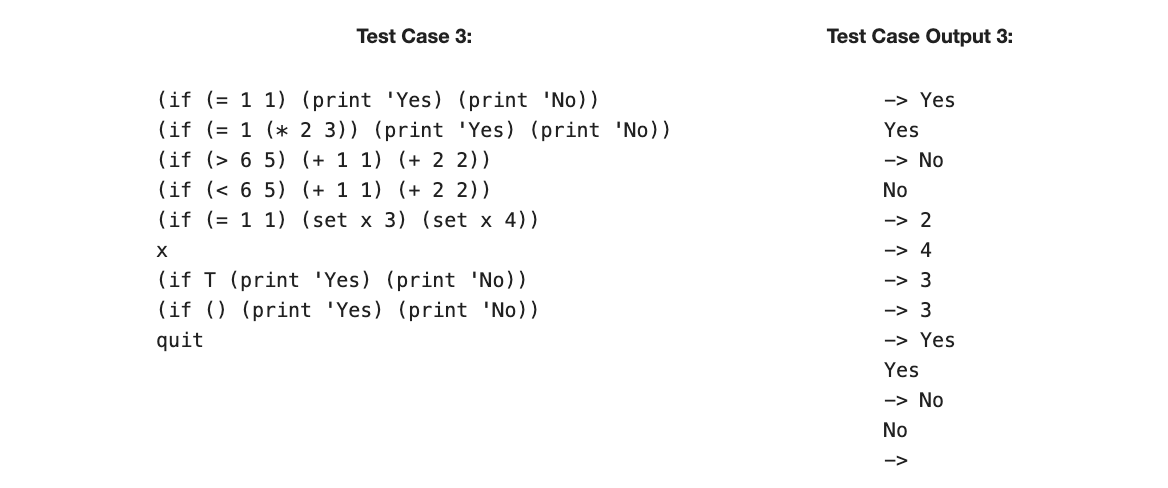 Test Case 3:
(if (= 1 1) (print 'Yes) (print 'No))
(if (= 1 (* 2 3)) (print 'Yes) (print 'No))
(if (> 6 5) (+ 1 1) (+ 2 2))
(if (< 6 5) (+ 1 1) (+ 2 2))
(if (= 1 1) (set x 3) (set x 4))
x
(if T (print 'Yes) (print 'No))
(if () (print 'Yes) (print 'No))
quit
Test Case Output 3:
-> Yes
Yes
-> No
No
-> 2
-> 4
-> 3
-> 3
-> Yes
Yes
-> No
No
->